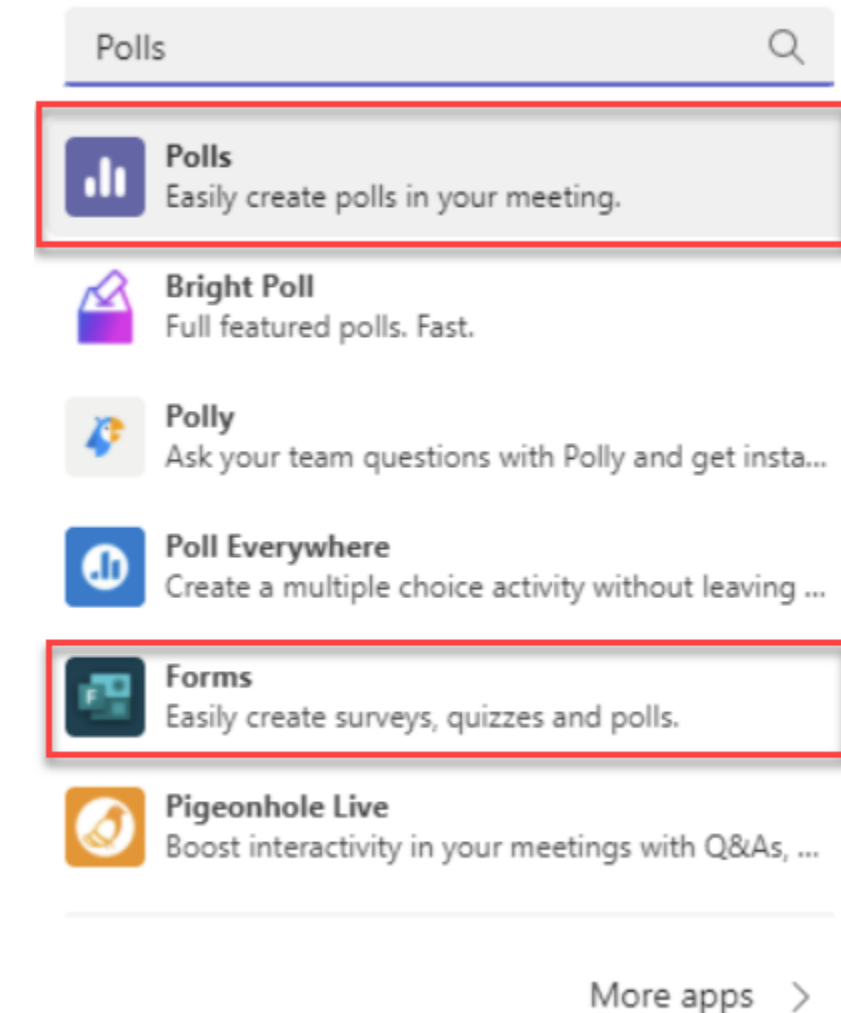 Polls
Polls
Easily create polls in your meeting.
Bright Poll
Full featured polls. Fast.
Polly
Ask your team questions with Polly and get insta...
Poll Everywhere
Create a multiple choice activity without leaving ...
F
Forms
Easily create surveys, quizzes and polls.
Pigeonhole Live
Boost interactivity in your meetings with Q&As, ...
More apps